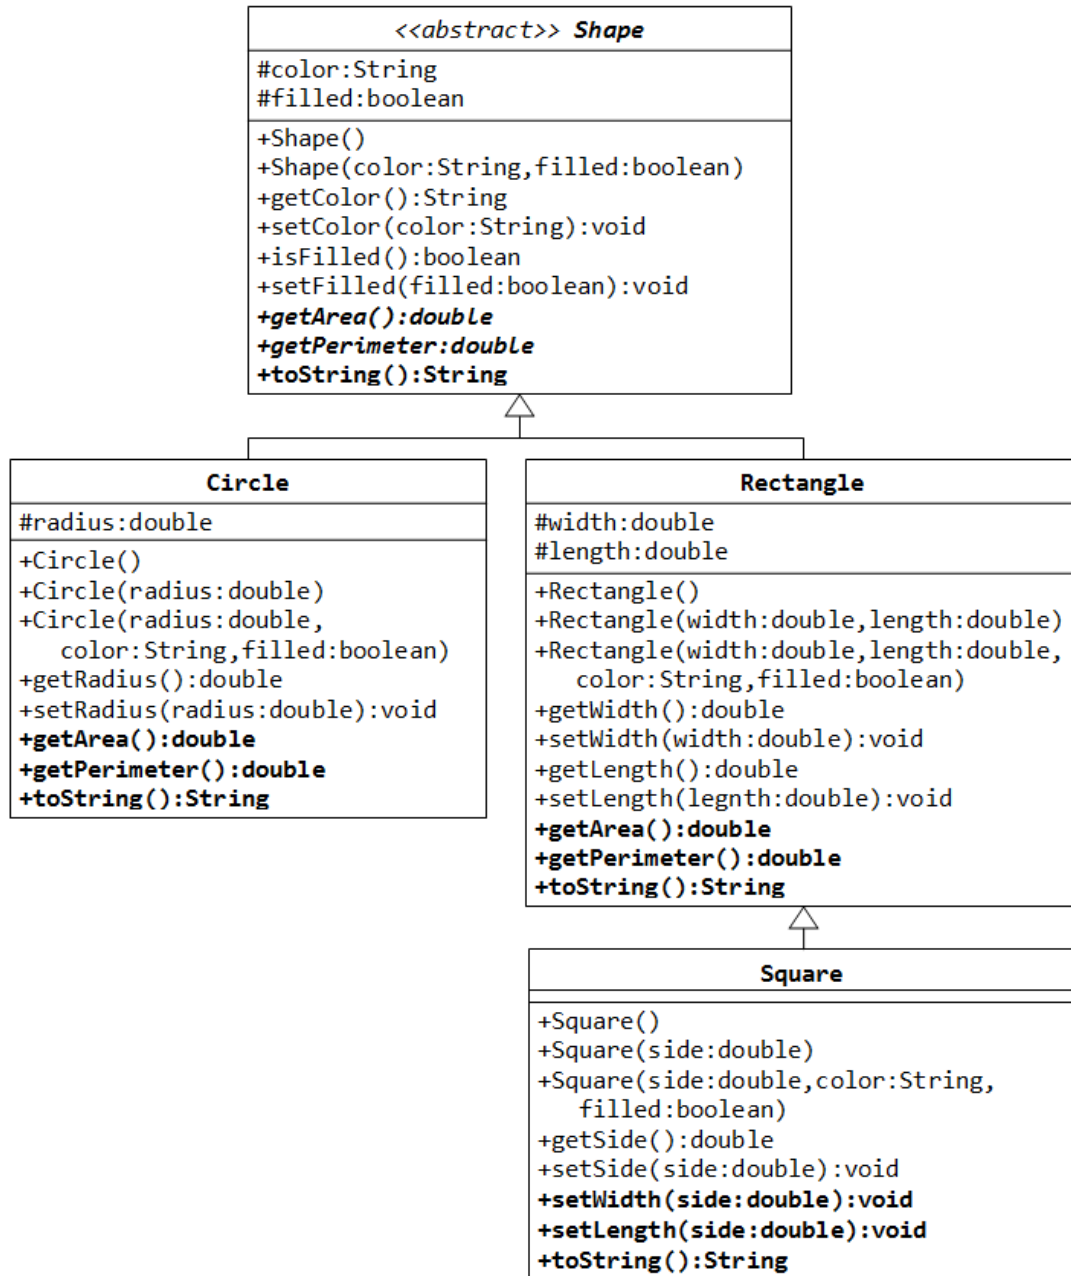 <<abstract>> Shape
#color:String
#filled:boolean
+Shape()
+Shape(color:String,filled:boolean)
+getColor():String
+setColor(color:String):void
+isFilled():boolean
+setFilled(filled:boolean):void
+getArea():double
+getPerimeter:double
+toString():String
Circle
#radius:double
+Circle()
+Circle(radius:double)
+Circle(radius:double,
color:String,filled:boolean)
+getRadius():double
+setRadius(radius:double):void
+getArea():double
+getPerimeter():double
+toString():String
Rectangle
#width:double
#length:double
+Rectangle()
+Rectangle(width:double,length:double)
+Rectangle(width:double,length:double,
color:String,filled:boolean)
+getWidth():double
+setWidth(width:double):void
+getLength():double
+setLength(legnth:double):void
+getArea():double
+getPerimeter():double
+toString():String
Square
+Square()
+Square(side:double)
+Square(side:double,color:String,
filled:boolean)
+getSide():double
+setSide(side:double):void
+setWidth(side:double):void
+setLength(side:double):void
+toString():String